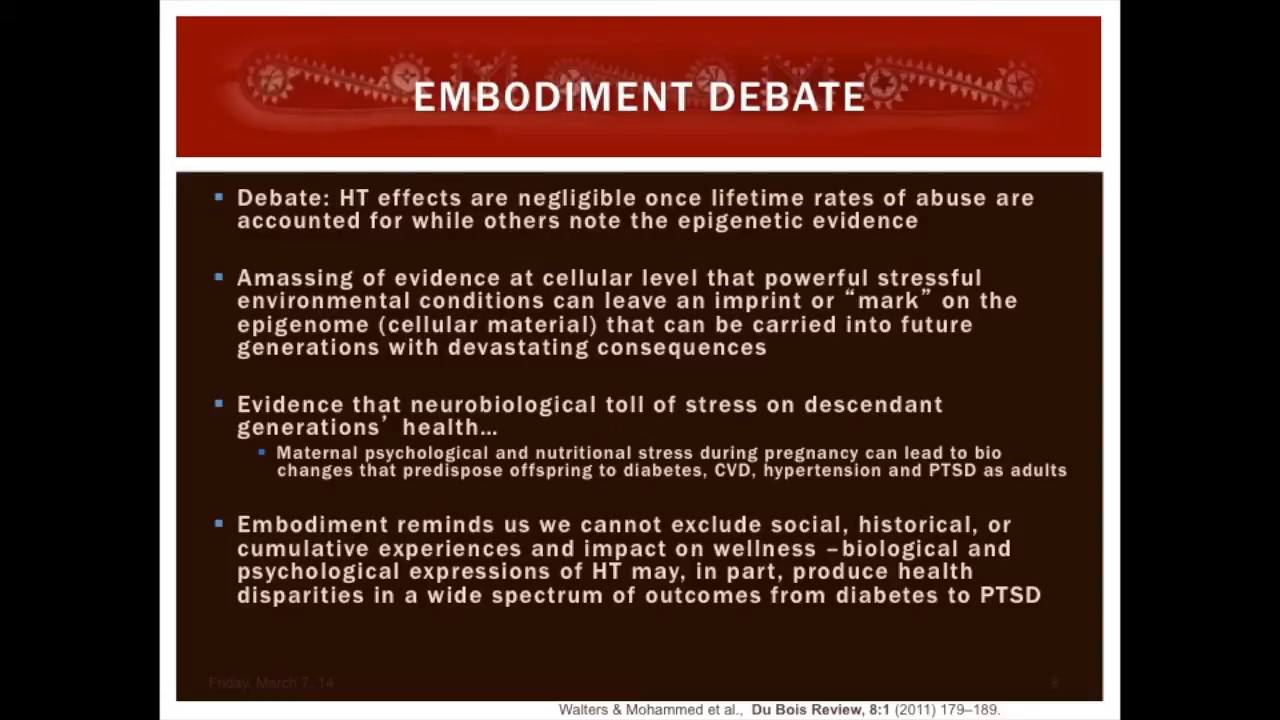 EMBODIMENT DEBATE
Debate: HT effects are negligible once lifetime rates of abuse are
accounted for while others note the epigenetic evidence
Amassing of evidence at cellular level that powerful stressful
environmental conditions can leave an imprint or “mark” on the
epigenome (cellular material) that can be carried into future
generations with devastating consequences
Evidence that neurobiological toll of stress on descendant
generations’ health…
Maternal psychological and nutritional stress during pregnancy can lead to bio
changes that predispose offspring to diabetes, CVD, hypertension and PTSD as adults
Embodiment reminds us we cannot exclude social, historical, or
cumulative experiences and impact on wellness –biological and
psychological expressions of HT may, in part, produce health
disparities in a wide spectrum of outcomes from diabetes to PTSD
Friday, March 7, 14
8
Walters & Mohammed et al., Du Bois Review, 8:1 (2011) 179–189.